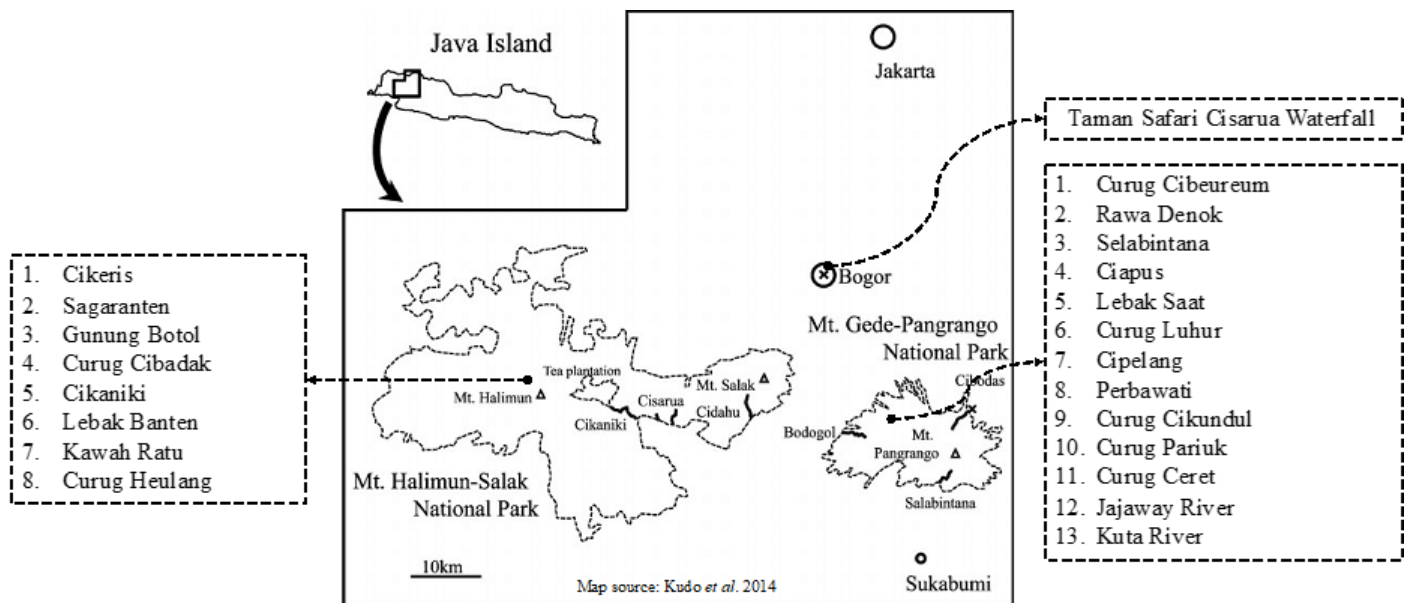 Java Island
Jakarta
Taman Safari Cisarua Waterfall
1. Curug Cibeureum
2. Rawa Denok
3. Selabintana
4. Ciapus
5. Lebak Saat
6. Curug Luhur
7. Cipelang
8. Perbawati
9. Curug Cikundul
10. Curug Pariuk
11. Curug Ceret
12. Jajaway River
13. Kuta River
1. Cikeris
2. Sagaranten
3. Gunung Botol
4. Curug Cibadak
5. Cikaniki
6. Lebak Banten
7. Kawah Ratu
8. Curug Heulang
Bogor
Mt. Gede-Pangrango
National Park
Cibodas
Tea plantation
Mt. Halimun
Mt. Salak
Cisarua
Cidahu
Cikaniki
Bodogol
Mt.
Pangrango
Salabintana
Mt. Halimun-Salak
National Park
10km
Map source: Kudo et al. 2014
Sukabumi